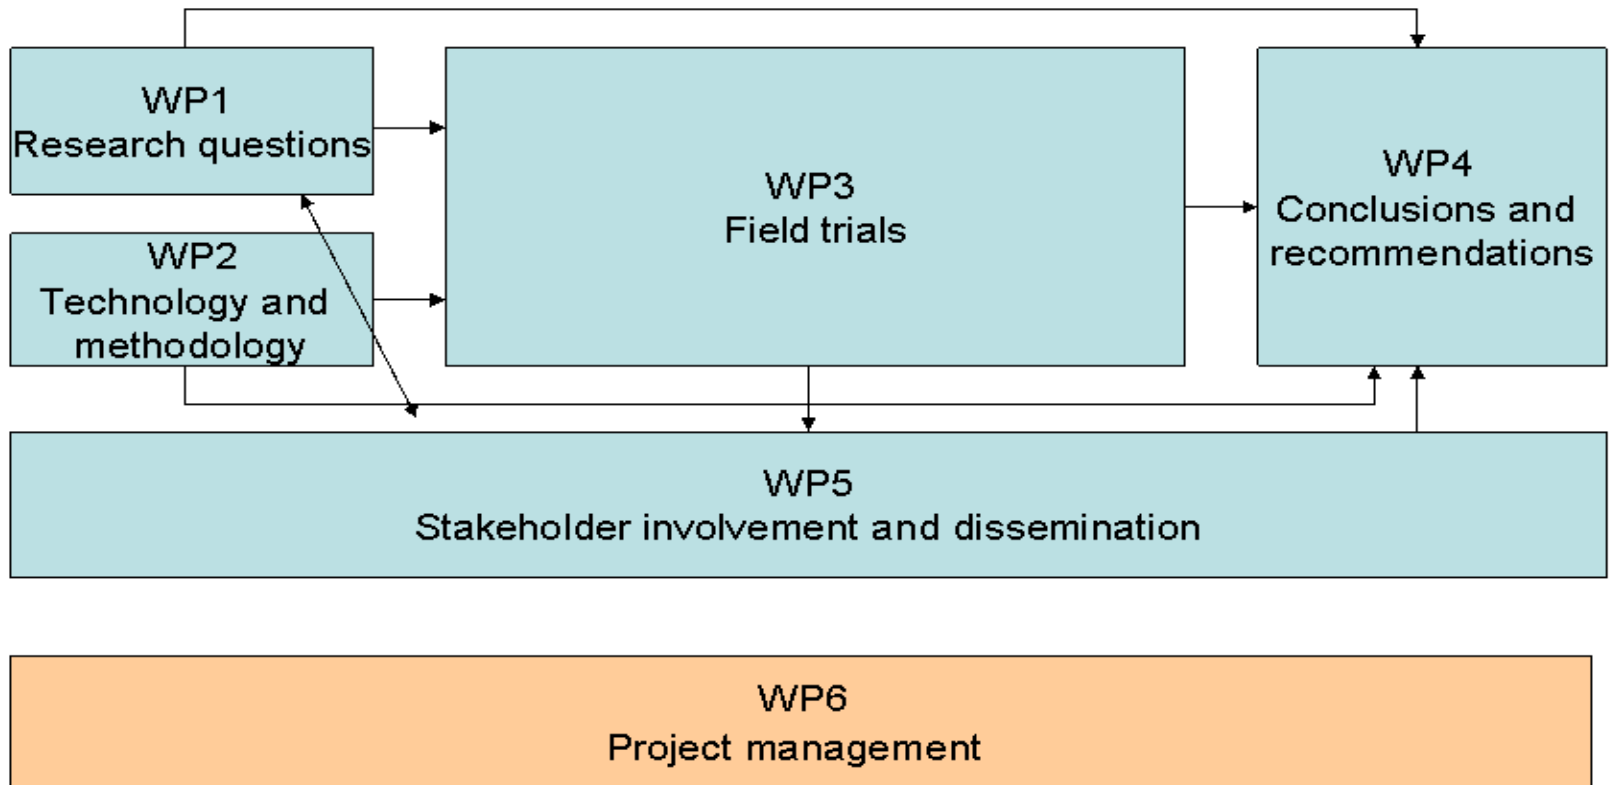 WP1
Research questions
WP2
Technology and
methodology
WP3
Field trials
WP4
Conclusions and
recommendations
WP5
Stakeholder involvement and dissemination
WP6
Project management